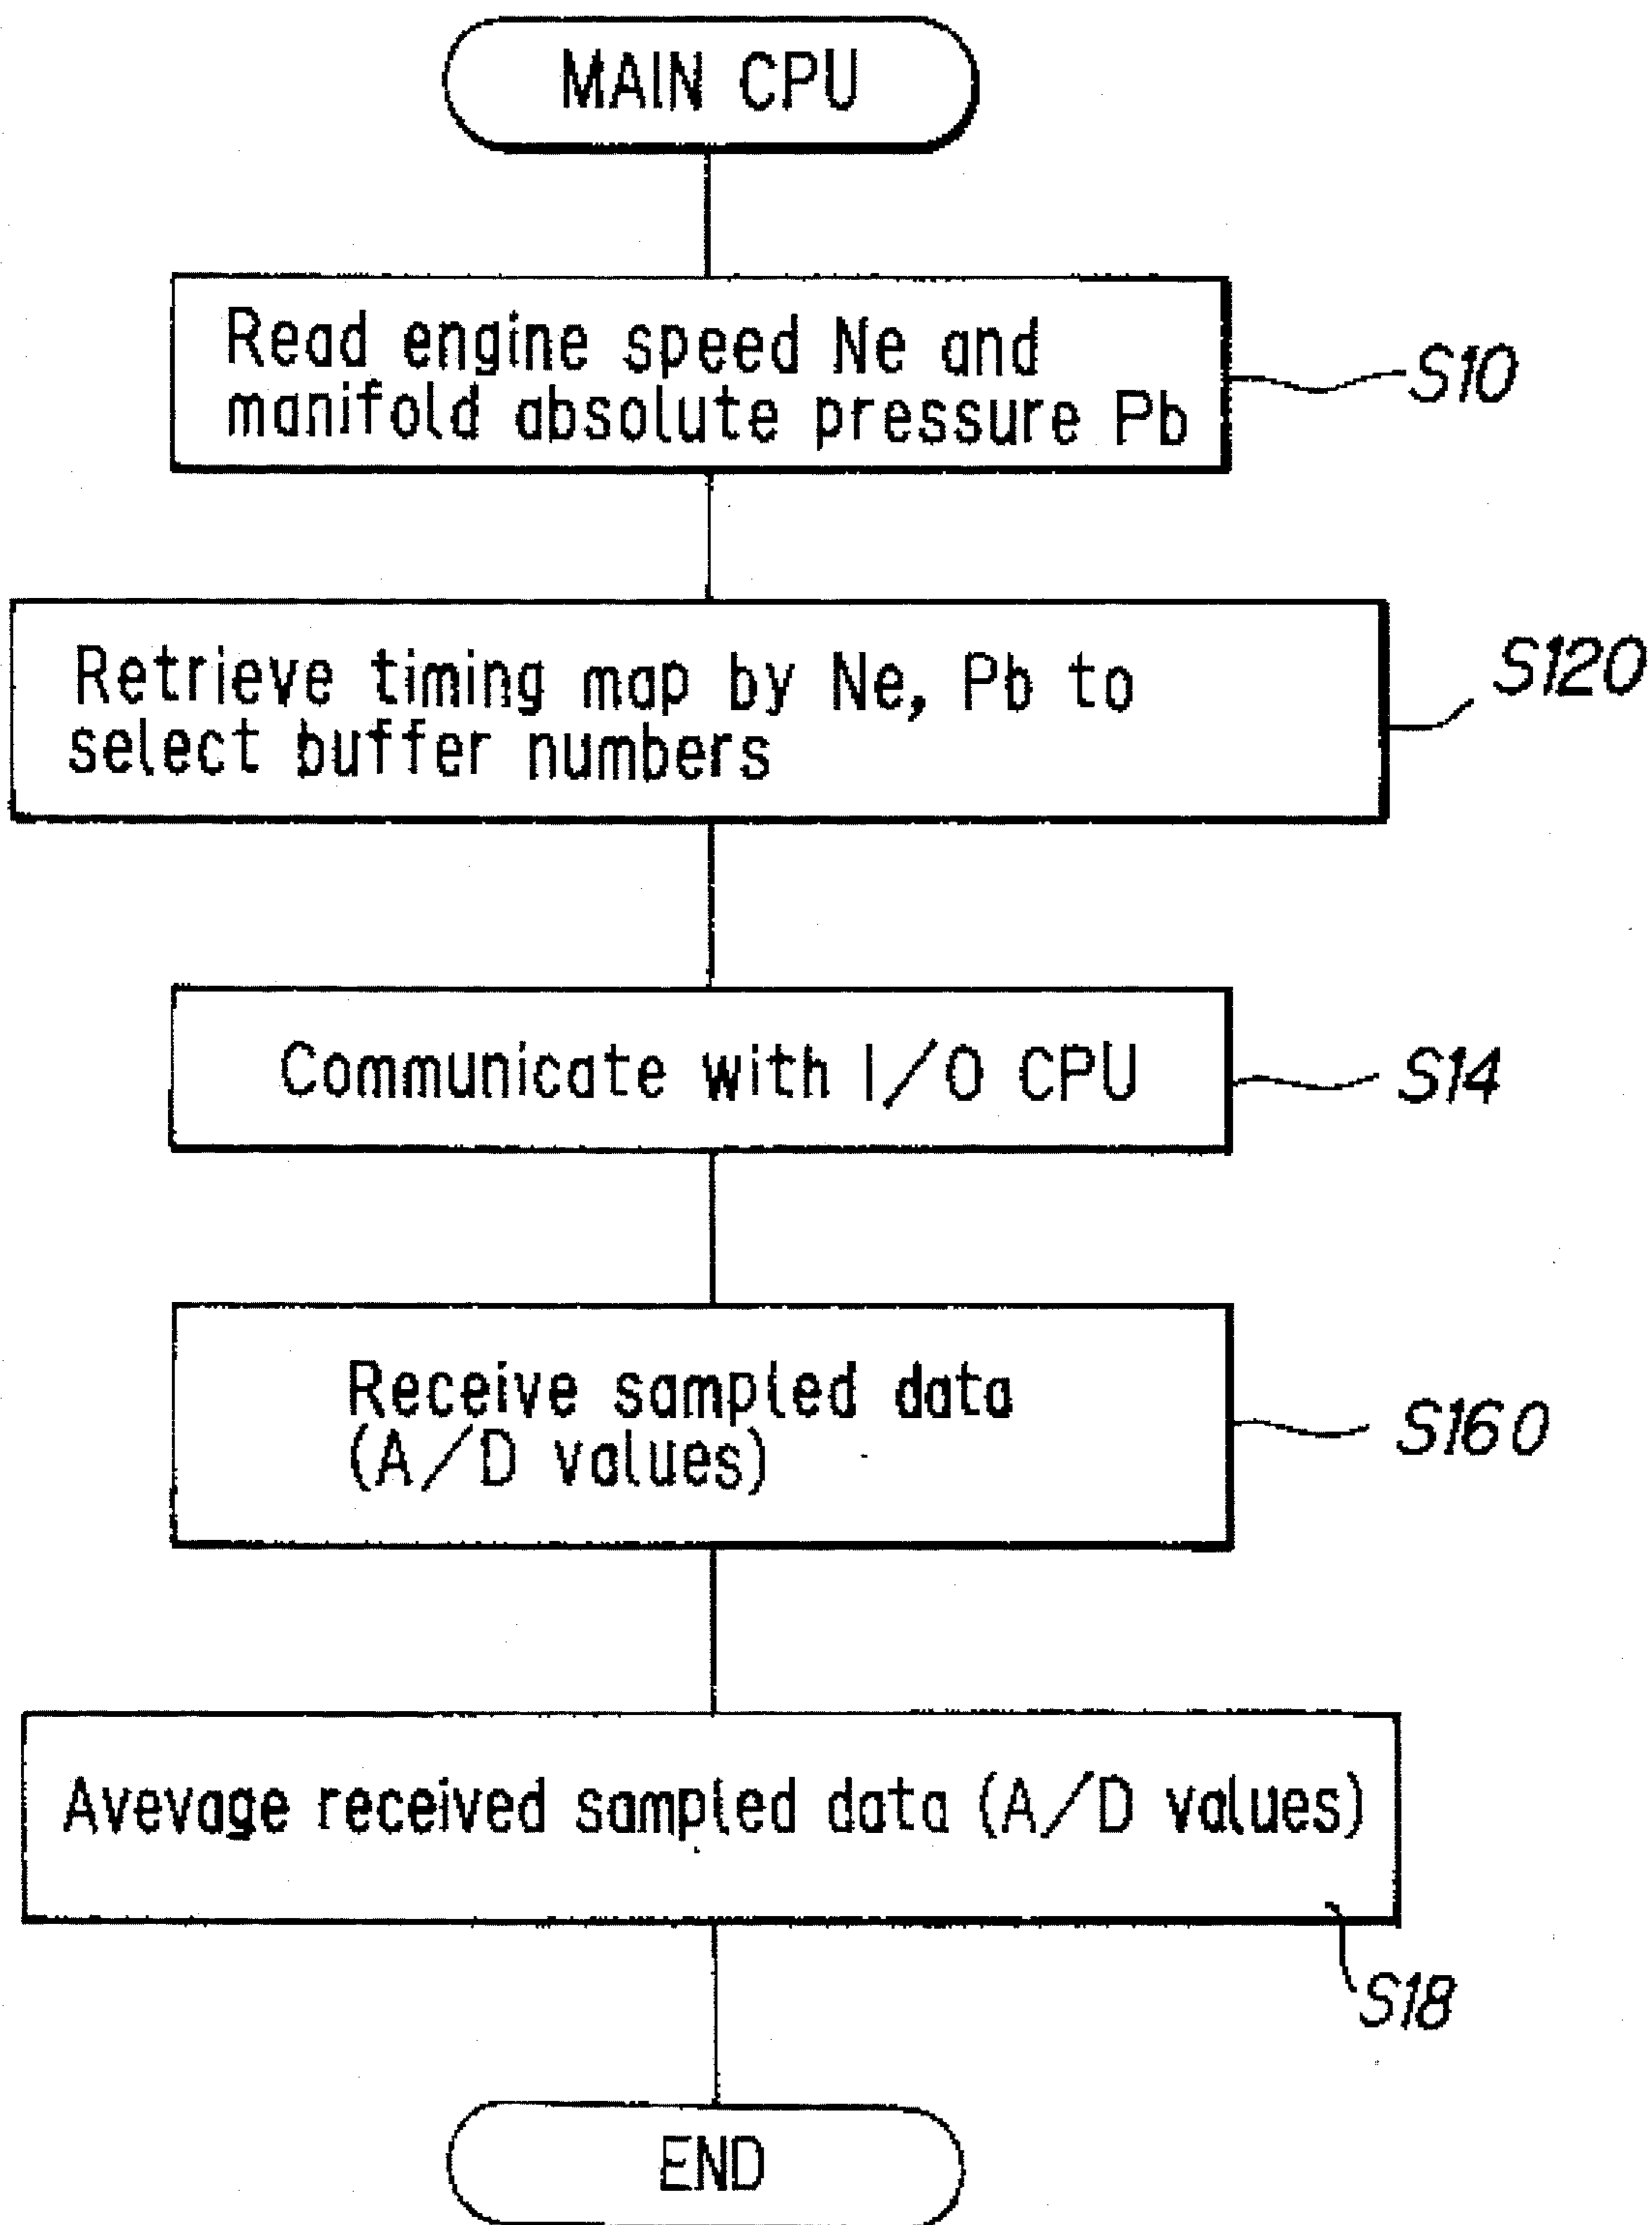 MAIN CPU
Read engine speed Ne and
manifold absolute pressure Pb
S10
Retrieve timing map by Ne, Pb to
select buffer numbers
S120
Communicate with I/O CPU
S14
Receive sampled data
(A/D values)
S160
Avevage received sampled data (A/D values)
S18
END